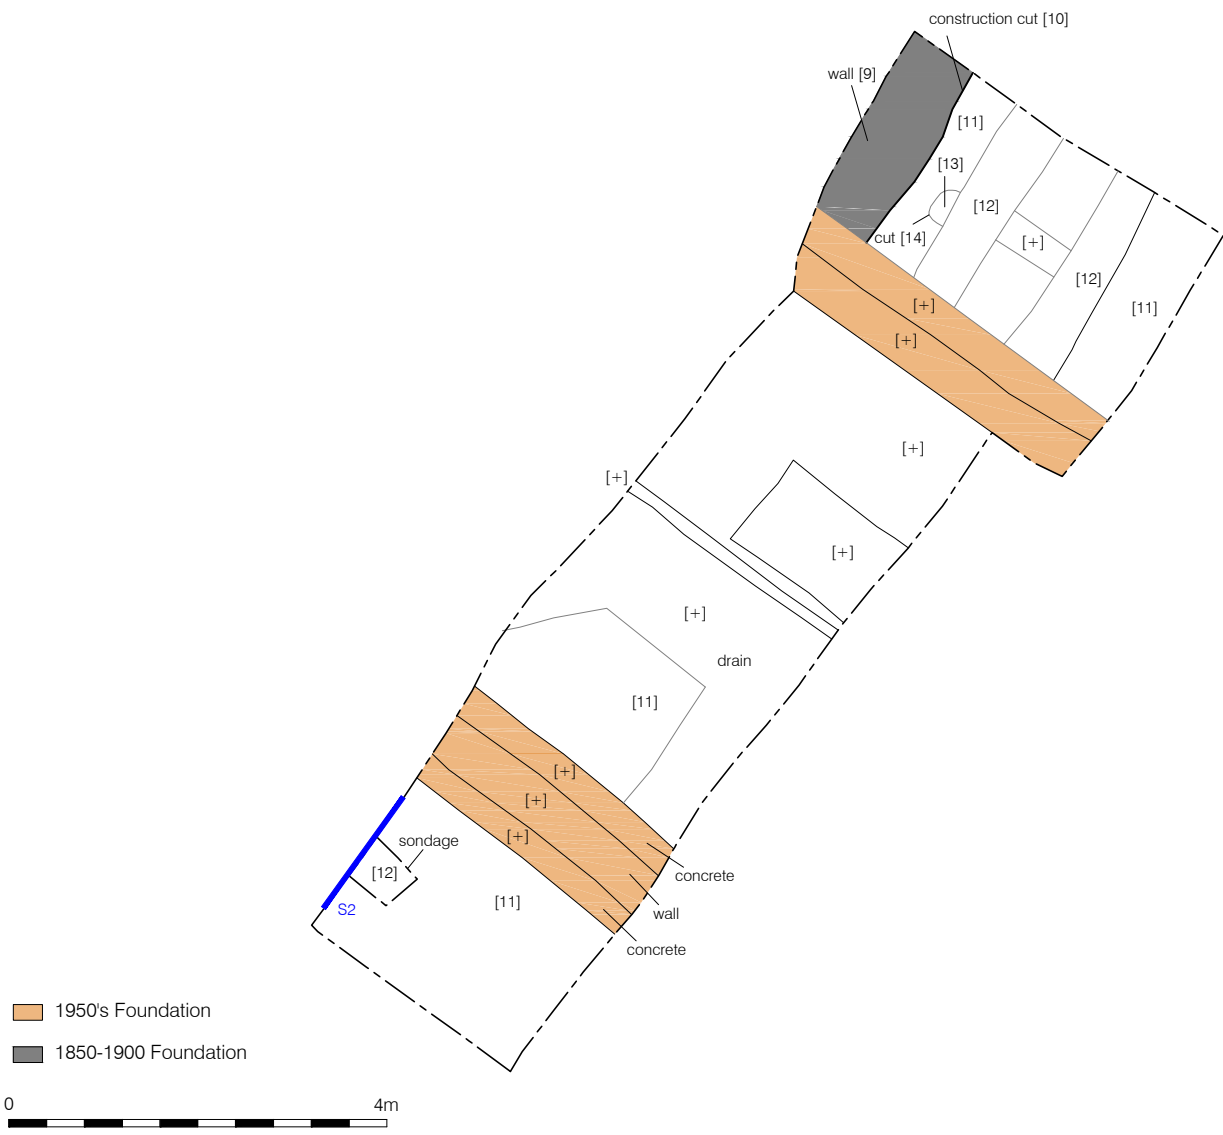 construction cut [10]
wall [9]
[11]
[13]
[12]
cut [14]
[+]
[12]
[11]
[+]
[+]
[+]
[+]
[+]
[+]
drain
[11]
[+]
[+]
[+]
sondage
[12]
concrete
[11]
S2
wall
concrete
1950's Foundation
1850-1900 Foundation
0 4m